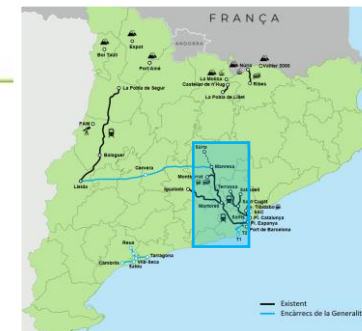 FRANÇA
ANDORRA
Espot
Boí Taüll
Port Ainé
Núria
Vallter 2000
La Molina
Castellar de n'Hug
Ribes
La Pobla de Lillet
La Pobla de Segur
PAM
Balaguer
Súria
Cervera
Manresa
Montserrat
Lleida
Igualada
Terrassa
Sabadell
Sant Cugat
Tibidabo
Martorell
Pl. Catalunya
Pl. Espanya
Port de Barcelona
T2
T1
Reus
Tarragona
Vila-seca
Cambrils
Salou
Existent
Encàrrecs de la Generalitat